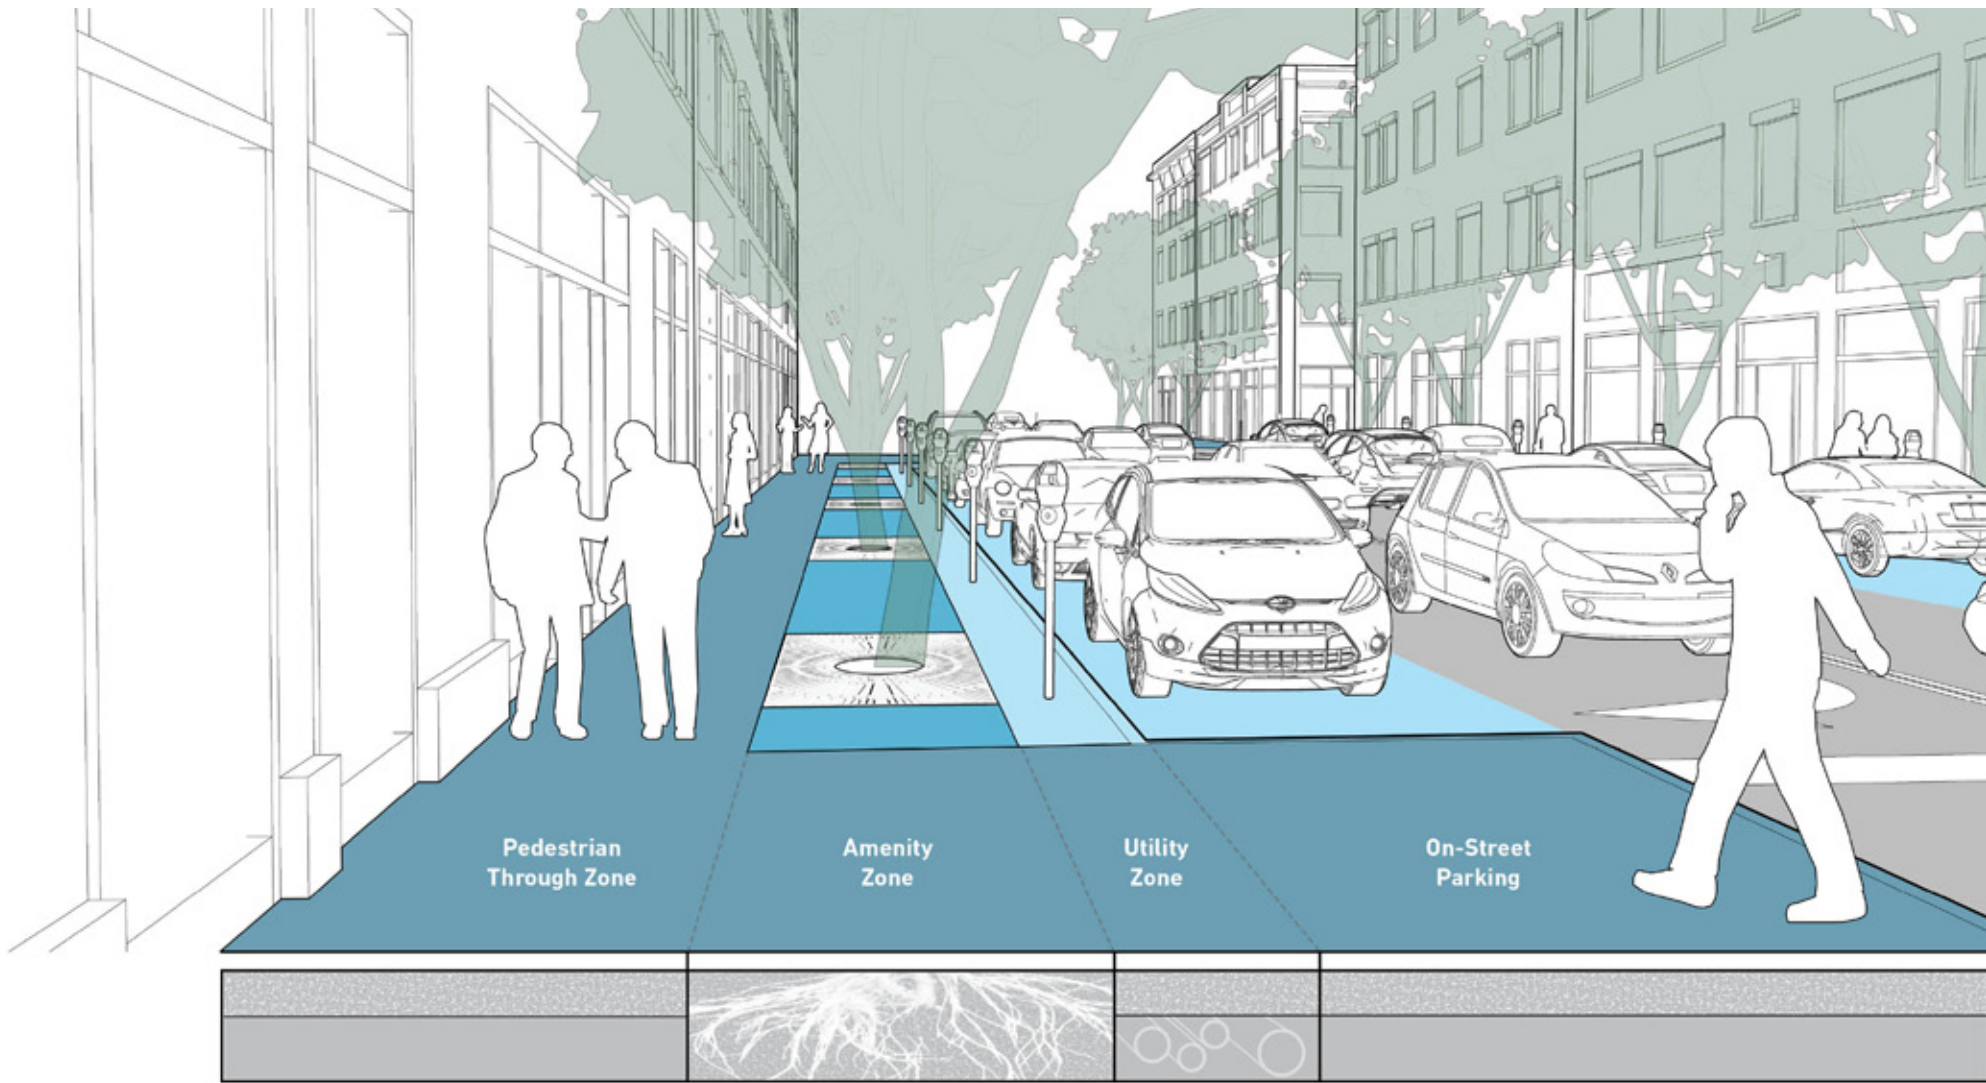 Pedestrian
Through Zone
Amenity
Zone
Utility
Zone
On-Street
Parking